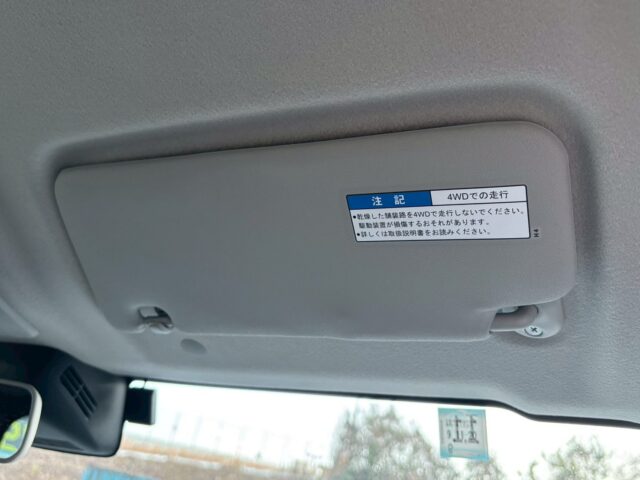 注記 4WDでの走行
•乾燥した舗装路を4WDで走行しないでください。
駆動装置が損傷するおそれがあります。
•詳しくは取扱説明書をお読みください。